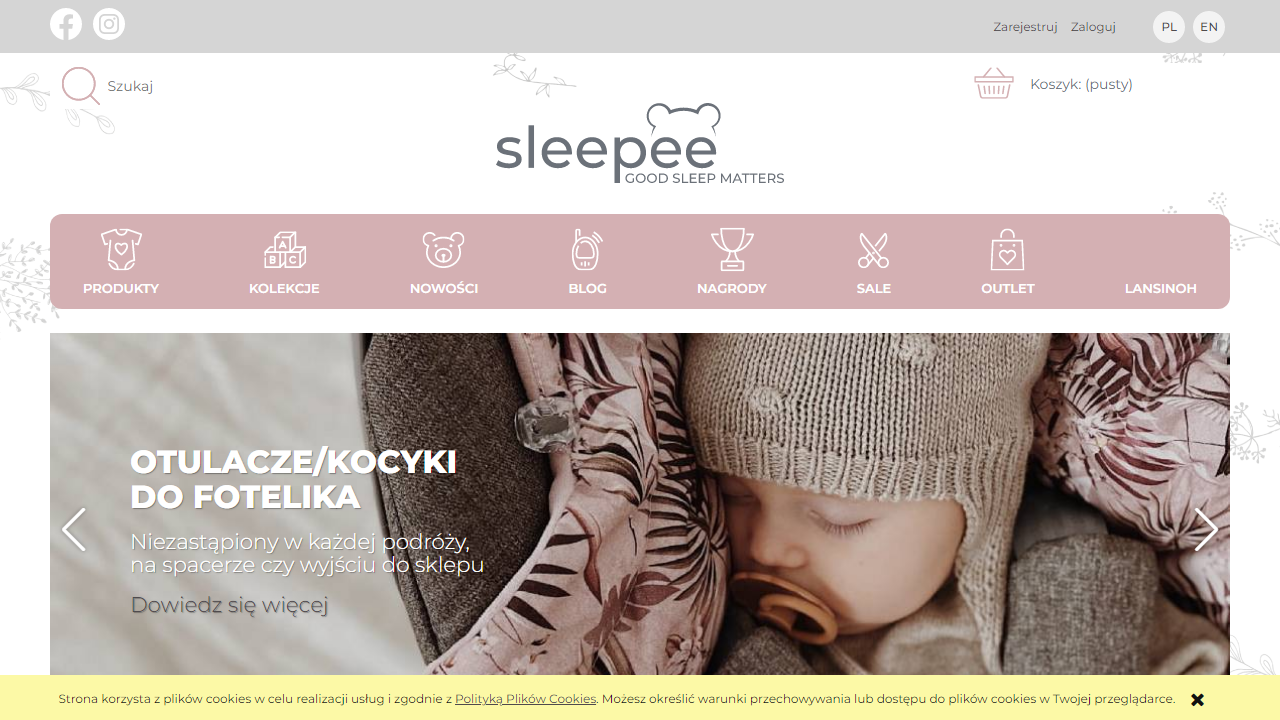 Zarejestruj Zaloguj PL EN
Szukaj
Koszyk: (pusty)
sleepee
GOOD SLEEP MATTERS
A
B C
PRODUKTY KOLEKCJE NOWOŚCI BLOG NAGRODY SALE OUTLET LANSINOH
OTULACZE/KOCYKI
DO FOTELIKA
Niezastąpiony w każdej podróży,
na spacerze czy wyjściu do sklepu
Dowiedz się więcej
Strona korzysta z plików cookies w celu realizacji usług i zgodnie z Polityką Plików Cookies. Możesz określić warunki przechowywania lub dostępu do plików cookies w Twojej przeglądarce.